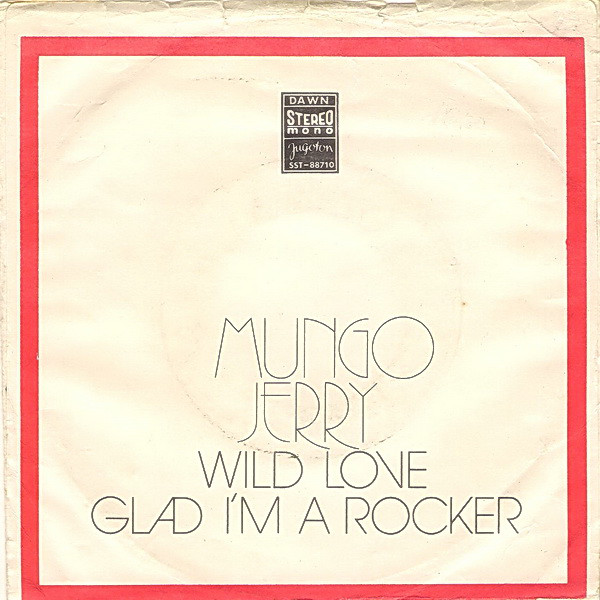 DAWN
STEREO
mono
Jugoton
SST-88710
MUNGO
JERRY
WILD LOVE
GLAD I'M A ROCKER